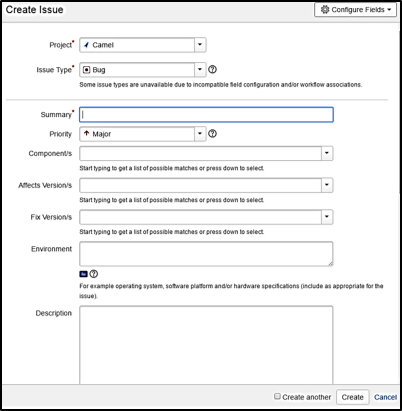 Create Issue
Configure Fields
Project*
Camel
Issue Type*
Bug
Some issue types are unavailable due to incompatible field configuration and/or workflow associations.
Summary*
Priority
Major
Component/s
Start typing to get a list of possible matches or press down to select.
Affects Version/s
Start typing to get a list of possible matches or press down to select.
Fix Version/s
Start typing to get a list of possible matches or press down to select.
Environment
For example operating system, software platform and/or hardware specifications (include as appropriate for the
issue).
Description
Create another
Create
Cancel